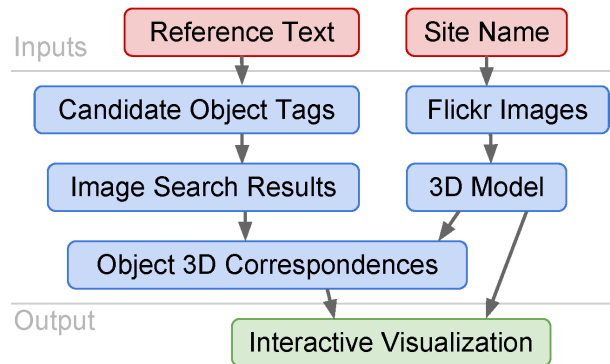 Inputs
Reference Text
Site Name
Candidate Object Tags
Flickr Images
Image Search Results
3D Model
Object 3D Correspondences
Output
Interactive Visualization